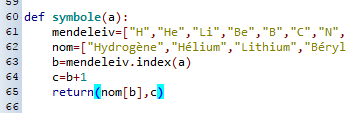 59
60 def symbole(a):
61 mendeleiv=["H","He","Li","Be","B","C","N",
62 nom=["Hydrogène","Hélium","Lithium","Béryl
63 b=mendeleiv.index(a)
64 c=b+1
65 return(nom[b],c)
66